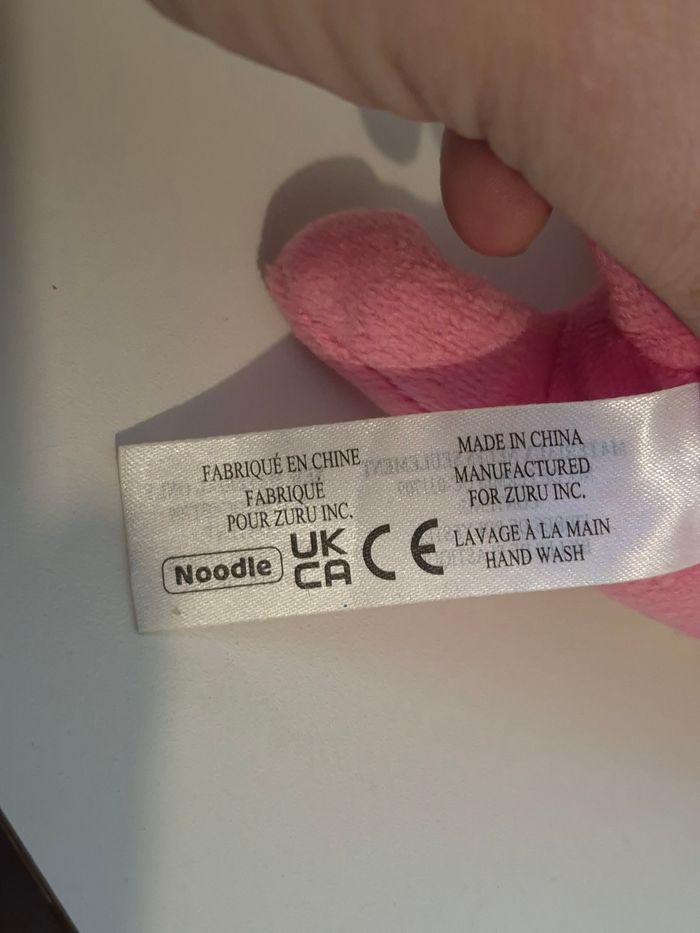 FABRIQUÉ EN CHINE
FABRIQUÉ
POUR ZURU INC.
Noodle
UK
CA
CE
MADE IN CHINA
MANUFACTURED
FOR ZURU INC.
LAVAGE À LA MAIN
HAND WASH